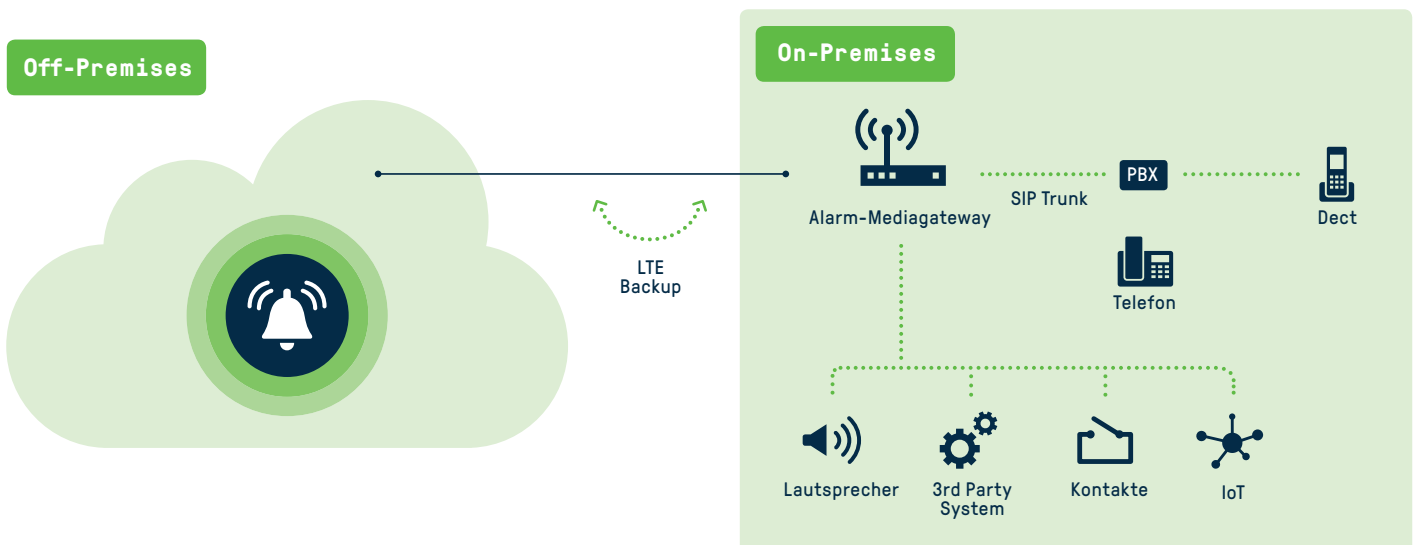 Off-Premises
On-Premises
PBX
SIP Trunk
Alarm-Mediagateway
Dect
LTE
Backup
Telefon
Lautsprecher
3rd Party
System
Kontakte
IoT